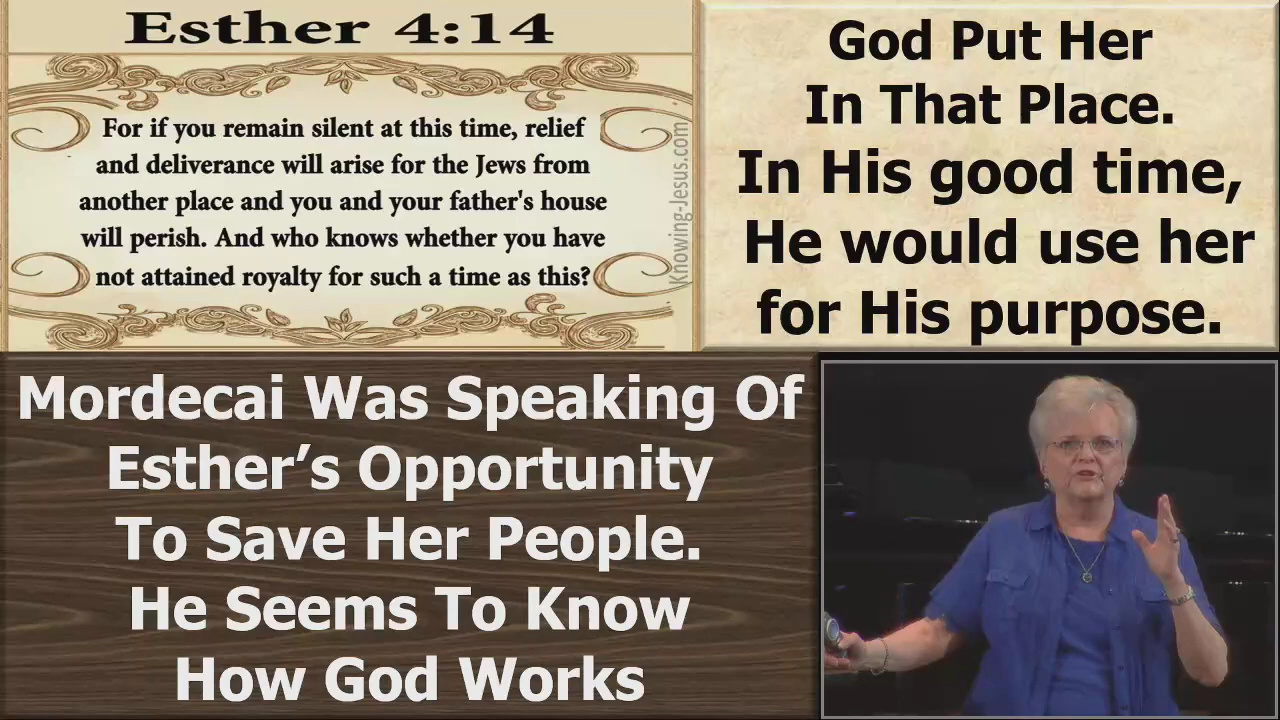 Esther 4:14
For if you remain silent at this time, relief
and deliverance will arise for the Jews from
another place and you and your father's house
will perish. And who knows whether you have
not attained royalty for such a time as this?
Knowing-Jesus.com
God Put Her
In That Place.
In His good time,
He would use her
for His purpose.
Mordecai Was Speaking Of
Esther’s Opportunity
To Save Her People.
He Seems To Know
How God Works